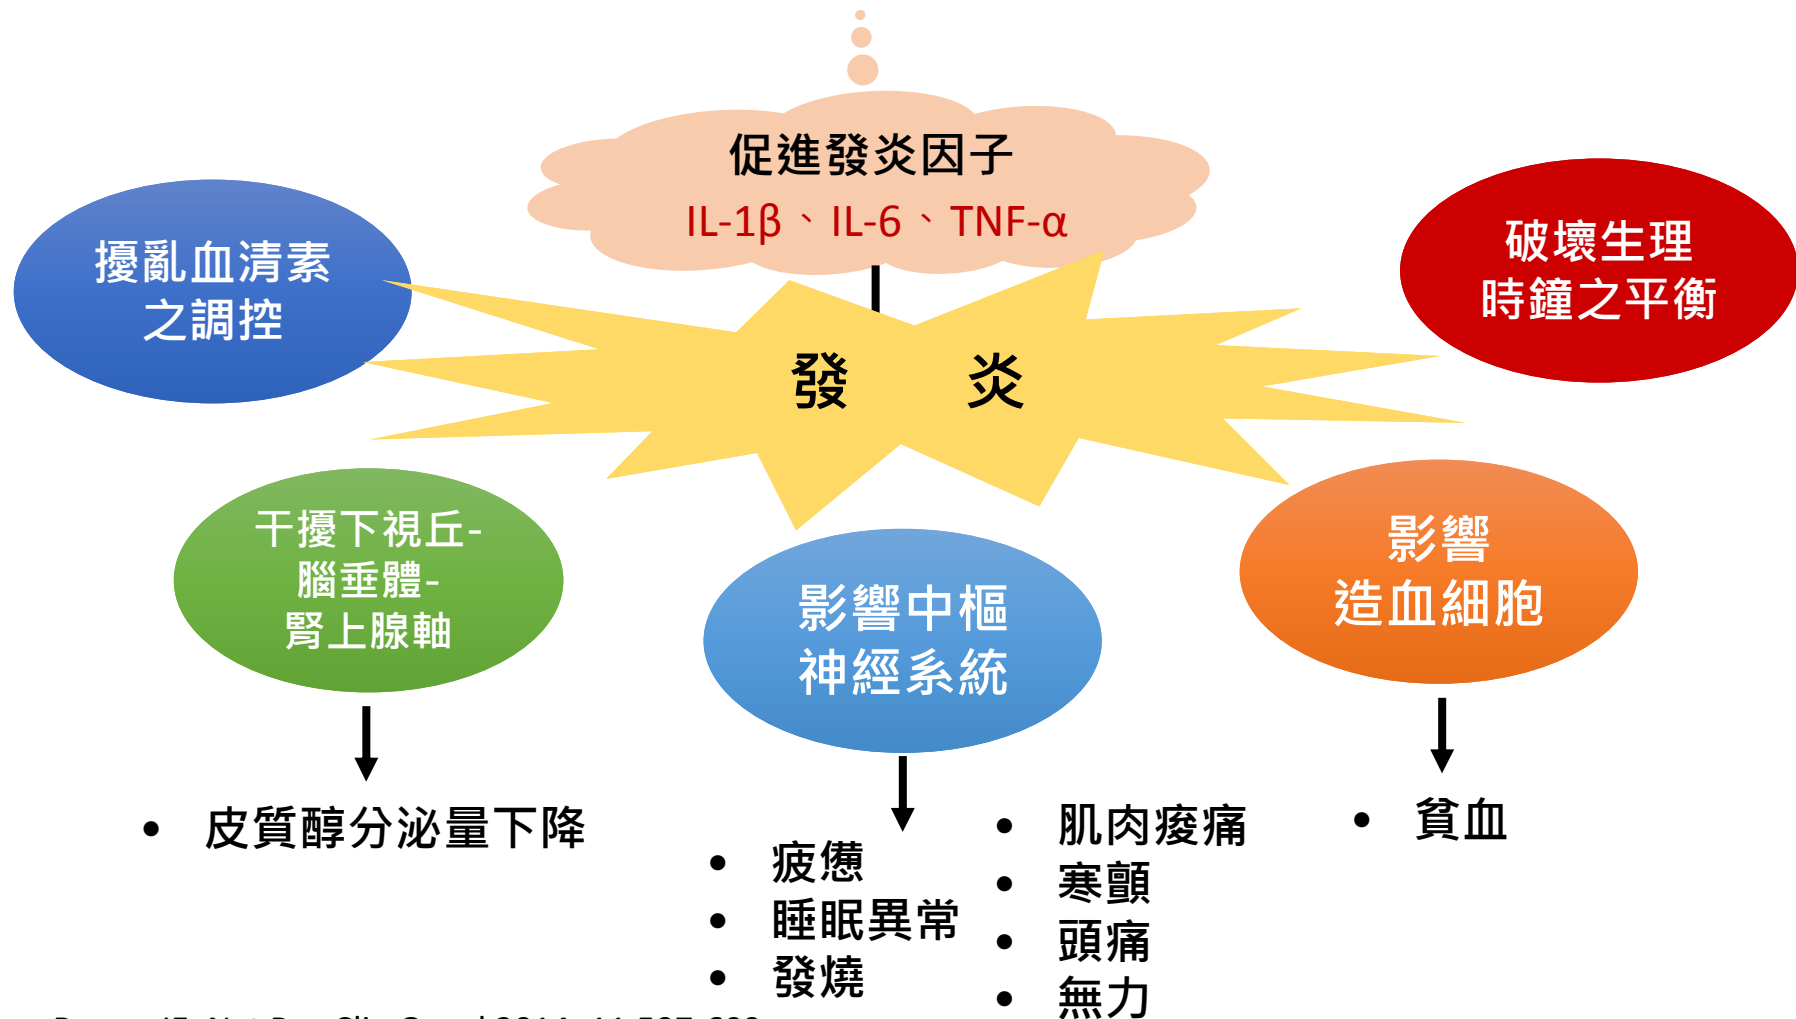 促進發炎因子
IL-1β、IL-6、TNF-α
擾亂血清素
之調控
破壞生理
時鐘之平衡
發 炎
干擾下視丘-
腦垂體-
腎上腺軸
影響中樞
神經系統
影響
造血細胞
• 皮質醇分泌量下降
• 疲憊
• 睡眠異常
• 發燒
• 肌肉痠痛
• 寒顫
• 頭痛
• 無力
• 貧血